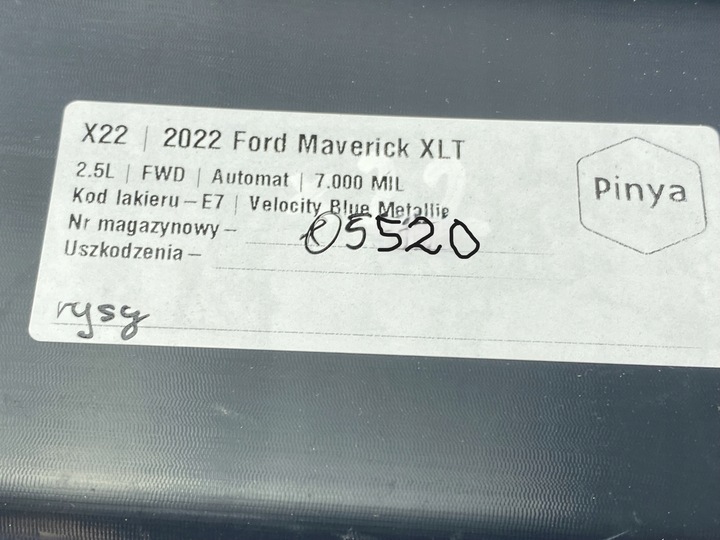 X22 | 2022 Ford Maverick XLT
2.5L | FWD | Automat | 7.000 MIL
Kod lakieru – E7 | Velocity Blue Metallic
Nr magazynowy – 05520
Uszkodzenia –
rysy
Pinya